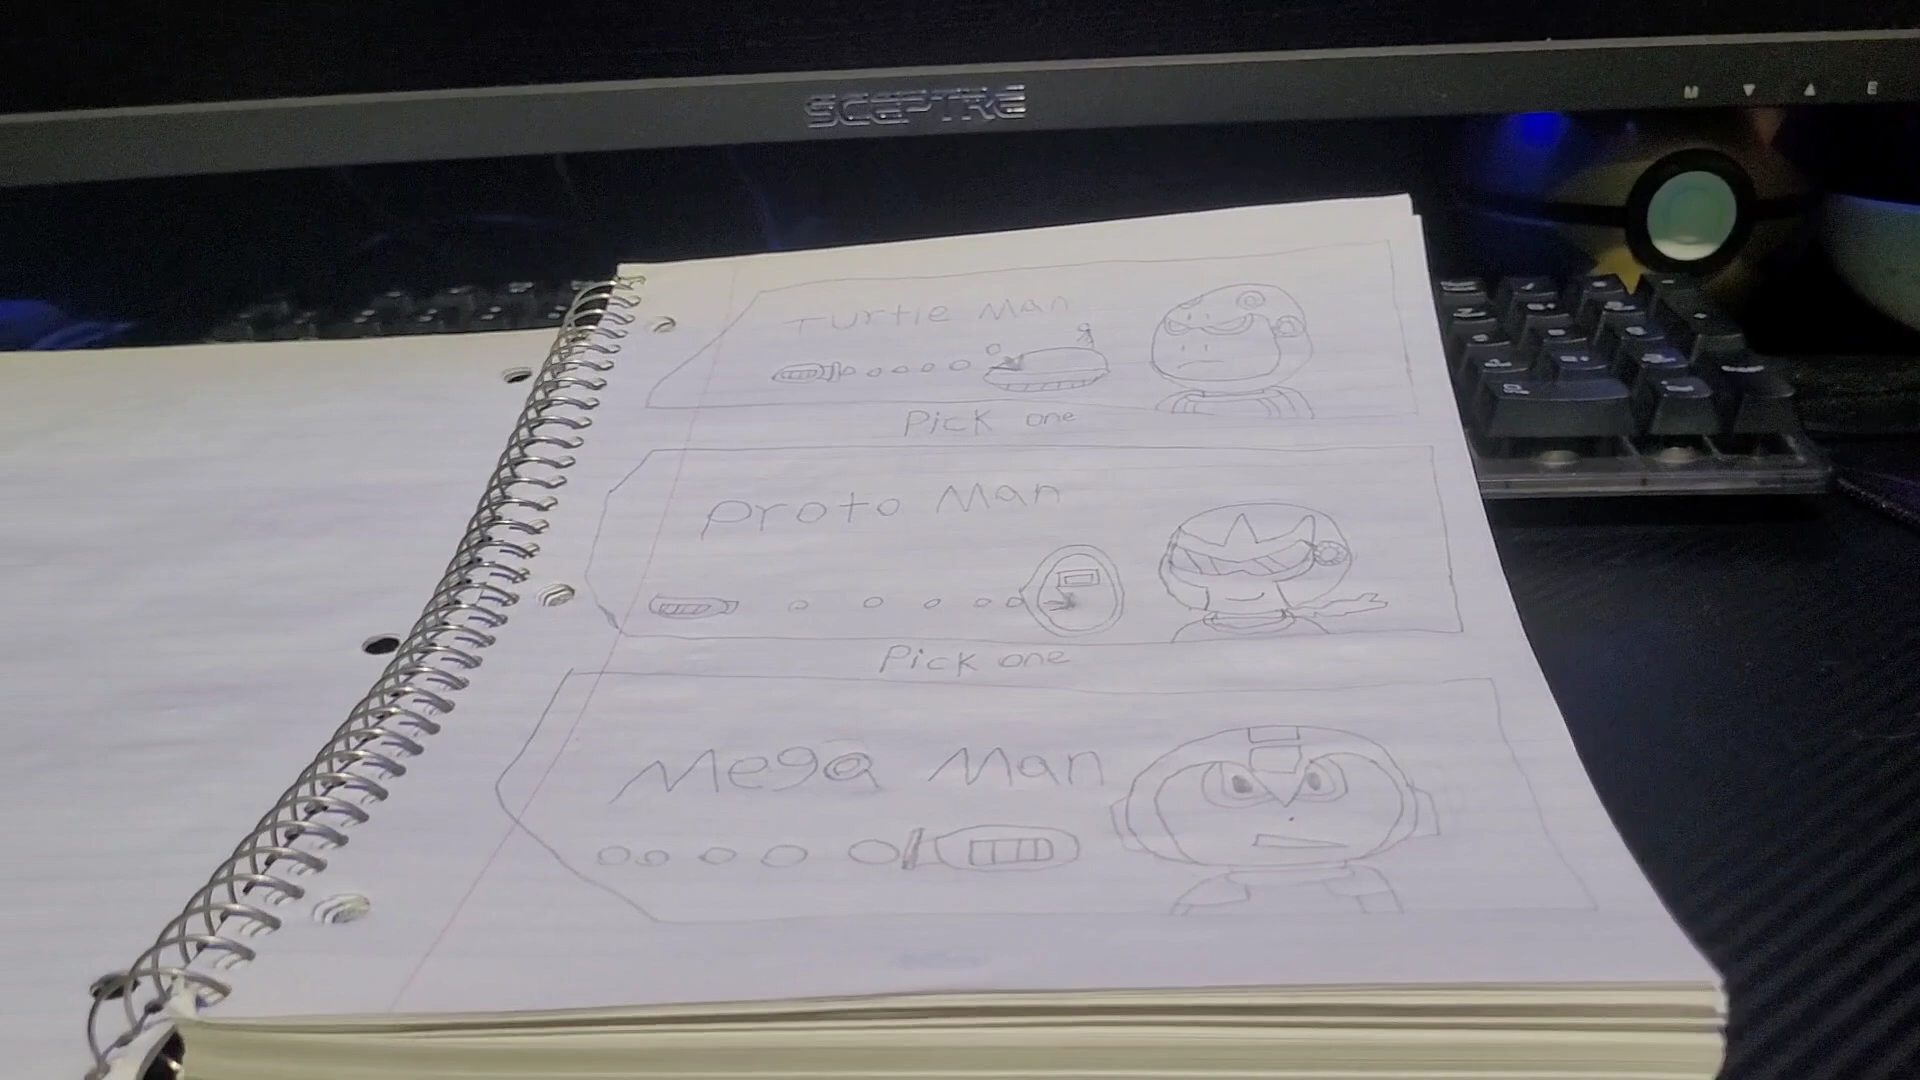 SCEPTRE
M ▼ ▲ E
Turtle Man
Pick one
Proto Man
Pick one
Mega Man